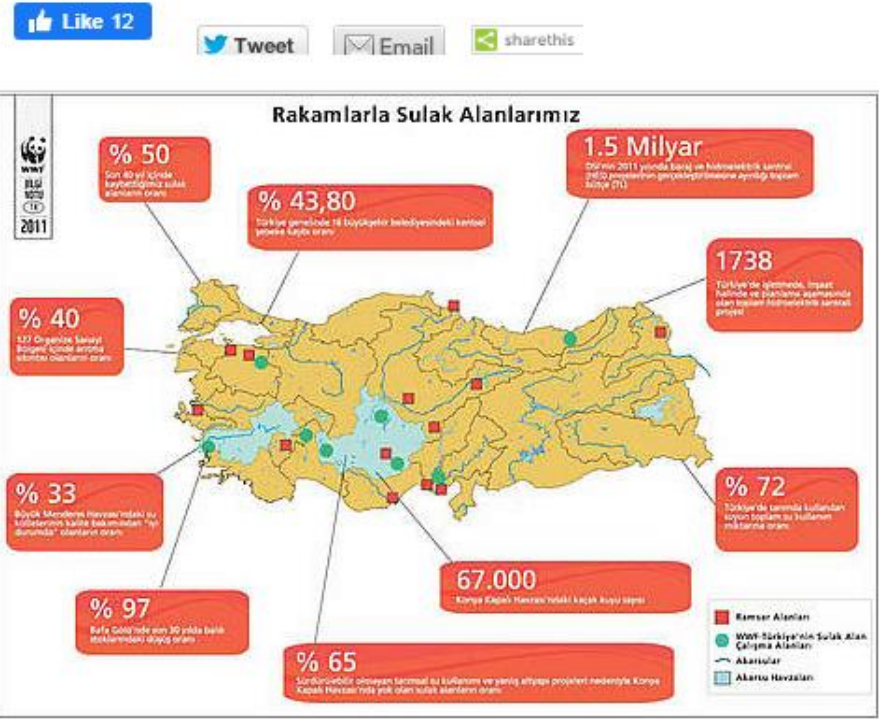 Like 12
Tweet
Email
sharethis
Rakamlarla Sulak Alanlarımız
WWF
BİLGİ
NOTU
2011
% 50
Son 40 yıl içinde
kaybettiğimiz sulak
alanların oranı
% 43,80
Türkiye genelinde 16 büyükşehir belediyesindeki kentsel
şebeke kaybı oranı
1.5 Milyar
DSİ'nin 2011 yılında baraj ve hidroelektrik santral
(HES) projelerinin gerçekleştirilmesine ayırdığı toplam
bütçe (TL)
1738
Türkiye'de işletmede, inşaat
halinde ve planlama aşamasında
olan toplam hidroelektrik santrali
projesi
% 40
127 Organize Sanayi
Bölgesi içinde arıtma
sıkıntısı olanların oranı
% 33
Büyük Menderes Havzası'ndaki su
kütlelerinin kalite bakımından "iyi
durumda" olanların oranı
% 72
Türkiye'de tarımda kullanılan
suyun toplam su kullanım
miktarına oranı
67.000
Konya Kapalı Havzası'ndaki kaçak kuyu sayısı
% 97
Bafa Gölü'nde son 30 yılda balık
stoklarındaki düşüş oranı
% 65
Sürdürülebilir olmayan tarımsal su kullanımı ve yanlış altyapı projeleri nedeniyle Konya
Kapalı Havzası'nda yok olan sulak alanların oranı
Ramsar Alanları
WWF-Türkiye'nin Sulak Alan
Çalışma Alanları
Akarsular
Akarsu Havzaları